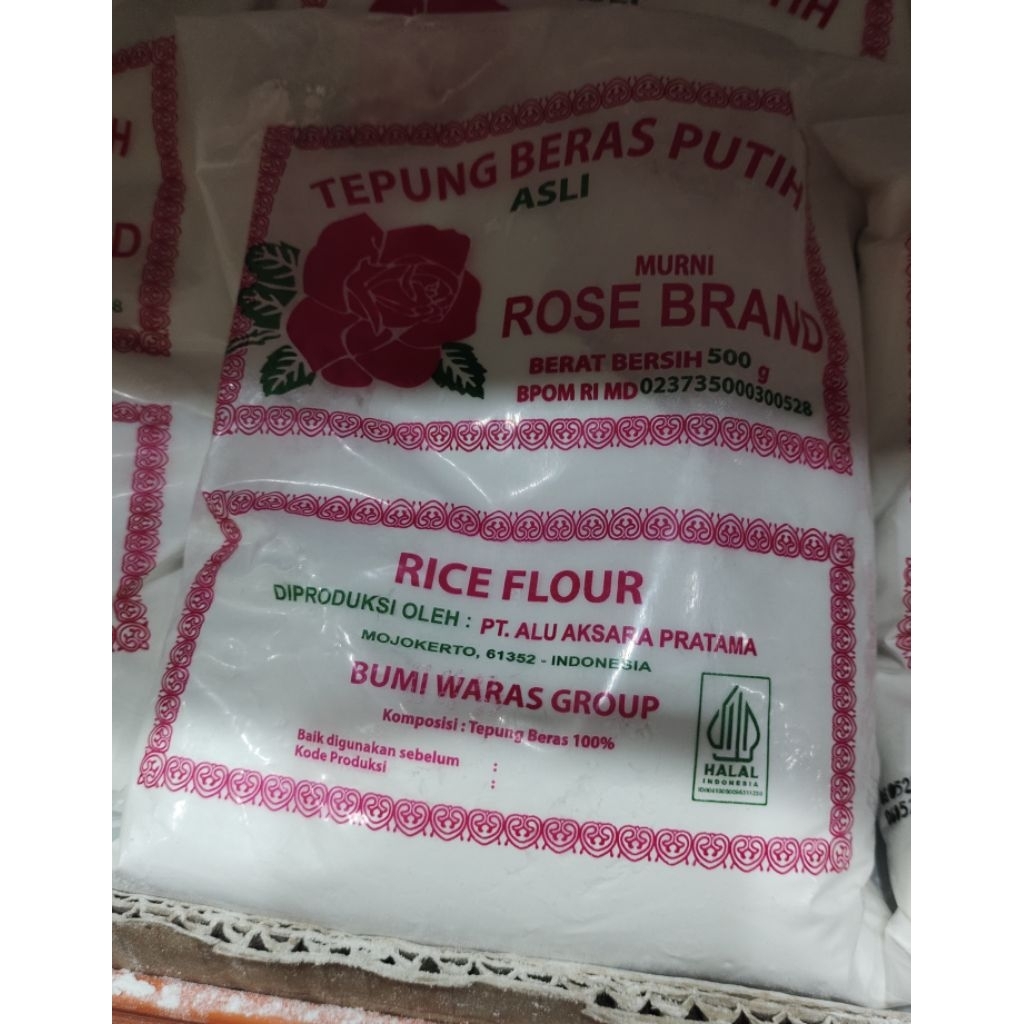 TEPUNG BERAS PUTIH
ASLI
MURNI
ROSE BRAND
BERAT BERSIH 500 g
BPOM RI MD 023735000300528
RICE FLOUR
DIPRODUKSI OLEH : PT. ALU AKSARA PRATAMA
MOJOKERTO, 61352 - INDONESIA
BUMI WARAS GROUP
Komposisi : Tepung Beras 100%
Baik digunakan sebelum :
Kode Produksi :
HALAL
INDONESIA